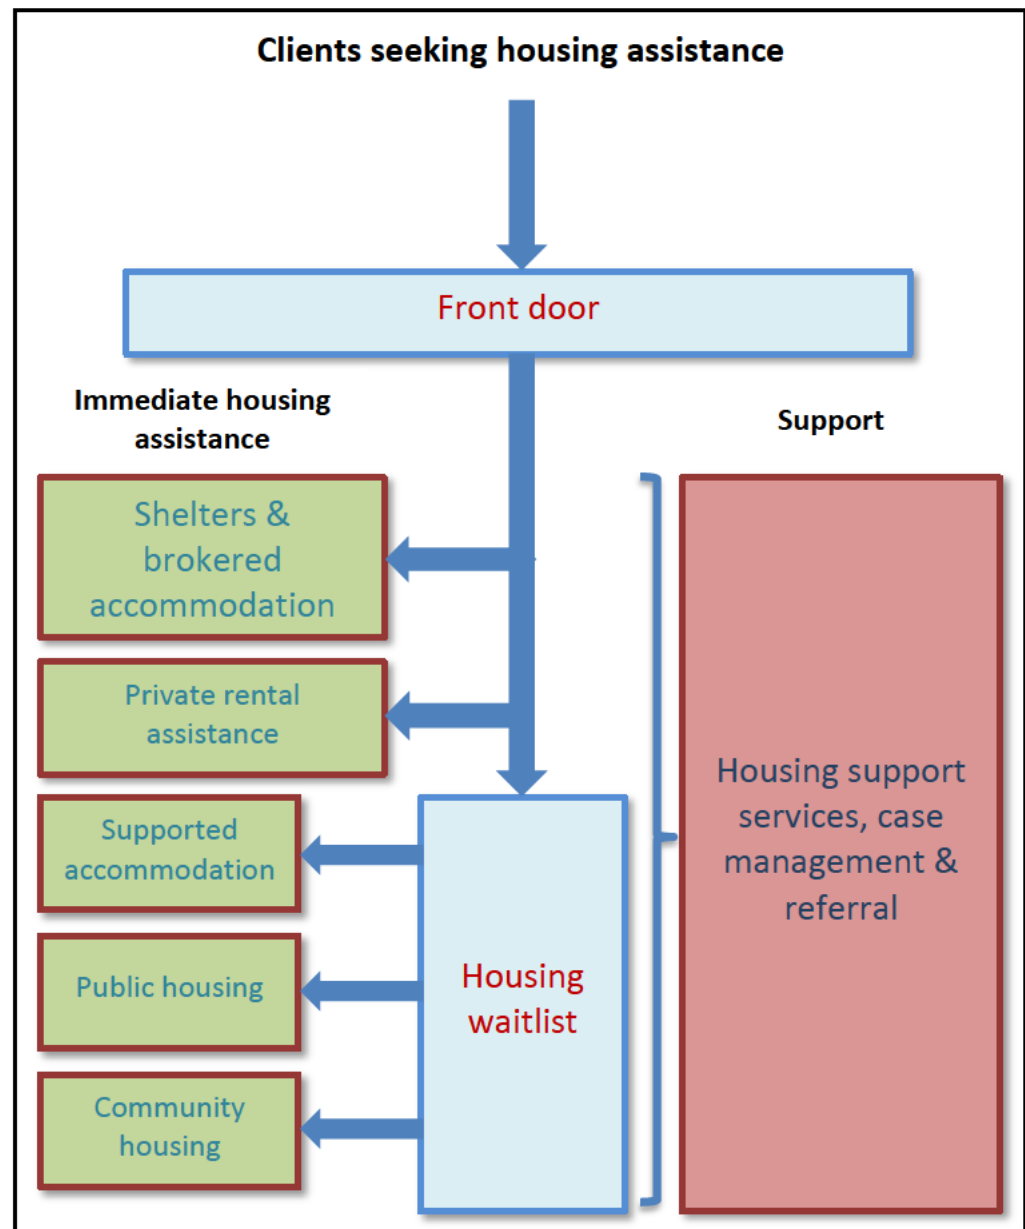 Clients seeking housing assistance
Front door
Immediate housing
assistance
Support
Shelters &
brokered
accommodation
Private rental
assistance
Supported
accommodation
Public housing
Community
housing
Housing
waitlist
Housing support
services, case
management &
referral